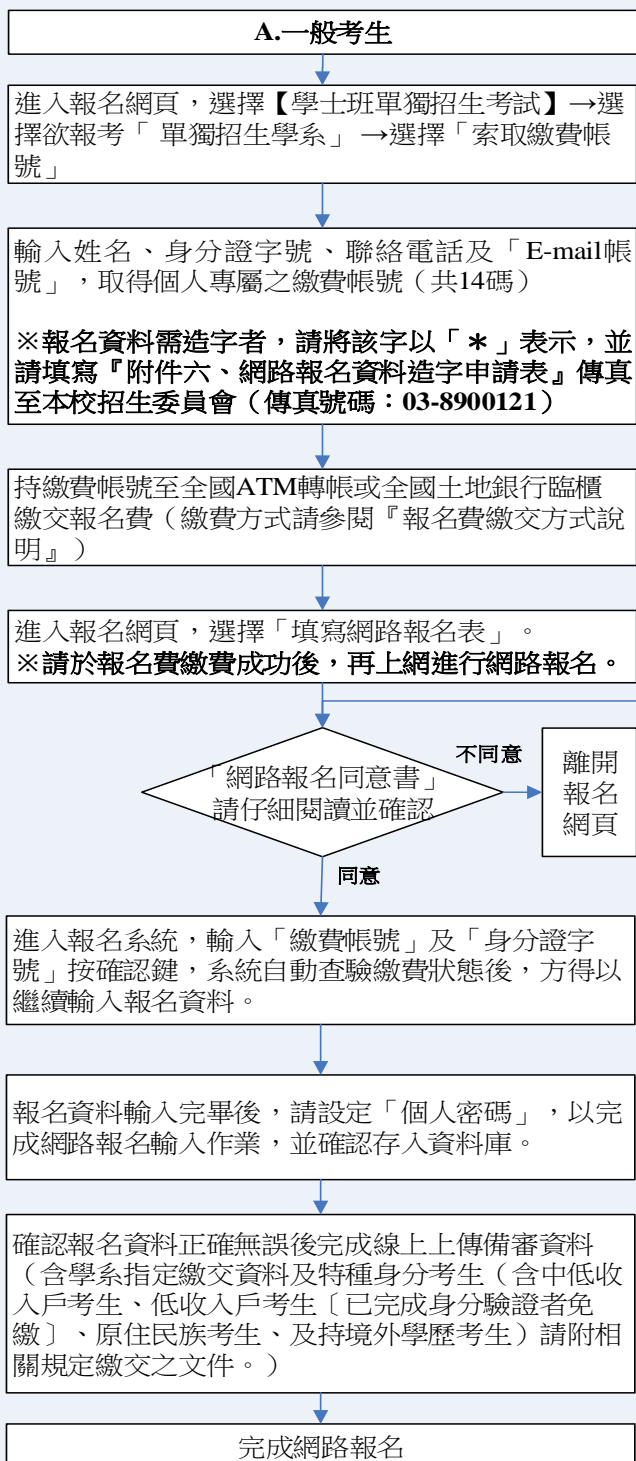 A.一般考生
進入報名網頁，選擇【學士班單獨招生考試】→選
擇欲報考「 單獨招生學系」 →選擇「索取繳費帳
號」
輸入姓名、身分證字號、聯絡電話及「E-mail帳
號」，取得個人專屬之繳費帳號（共14碼）
※報名資料需造字者，請將該字以「＊」表示，並
請填寫『附件六、網路報名資料造字申請表』傳真
至本校招生委員會（傳真號碼：03-8900121）
持繳費帳號至全國ATM轉帳或全國土地銀行臨櫃
繳交報名費（繳費方式請參閱『報名費繳交方式說
明』）
進入報名網頁，選擇「填寫網路報名表」。
※請於報名費繳費成功後，再上網進行網路報名。
「網路報名同意書」
請仔細閱讀並確認
不同意
離開
報名
網頁
同意
進入報名系統，輸入「繳費帳號」及「身分證字
號」按確認鍵，系統自動查驗繳費狀態後，方得以
繼續輸入報名資料。
報名資料輸入完畢後，請設定「個人密碼」，以完
成網路報名輸入作業，並確認存入資料庫。
確認報名資料正確無誤後完成線上上傳備審資料
（含學系指定繳交資料及特種身分考生（含中低收
入戶考生、低收入戶考生〔已完成身分驗證者免
繳〕、原住民族考生、及持境外學歷考生）請附相
關規定繳交之文件。）
完成網路報名